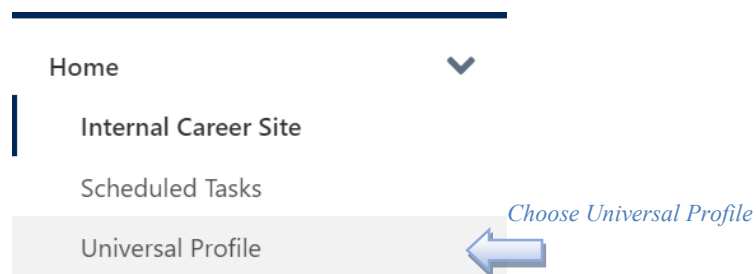 Home
Internal Career Site
Scheduled Tasks
Choose Universal Profile
Universal Profile